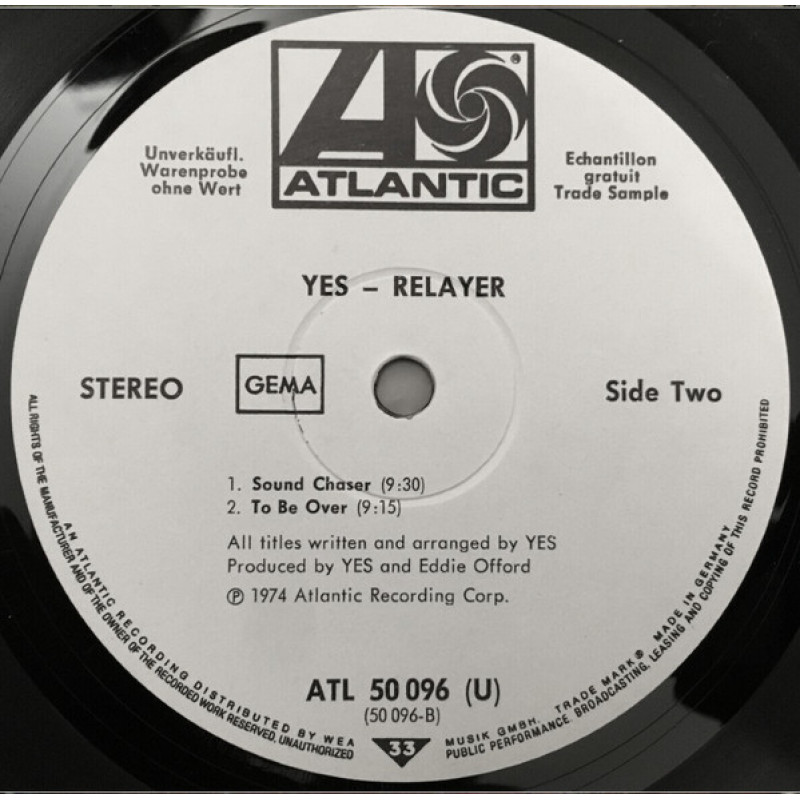 ATLANTIC
®
Unverkäufl.
Warenprobe
ohne Wert
Echantillon
gratuit
Trade Sample
YES – RELAYER
STEREO
GEMA
Side Two
1. Sound Chaser (9:30)
2. To Be Over (9:15)
All titles written and arranged by YES
Produced by YES and Eddie Offord
℗ 1974 Atlantic Recording Corp.
ATL 50 096 (U)
(50 096-B)
33
AN ATLANTIC RECORDING DISTRIBUTED BY WEA MUSIK GMBH. TRADE MARK® MADE IN GERMANY
ALL RIGHTS OF THE MANUFACTURER AND OF THE OWNER OF THE RECORDED WORK RESERVED. UNAUTHORIZED PUBLIC PERFORMANCE. BROADCASTING. LEASING AND COPYING OF THIS RECORD PROHIBITED